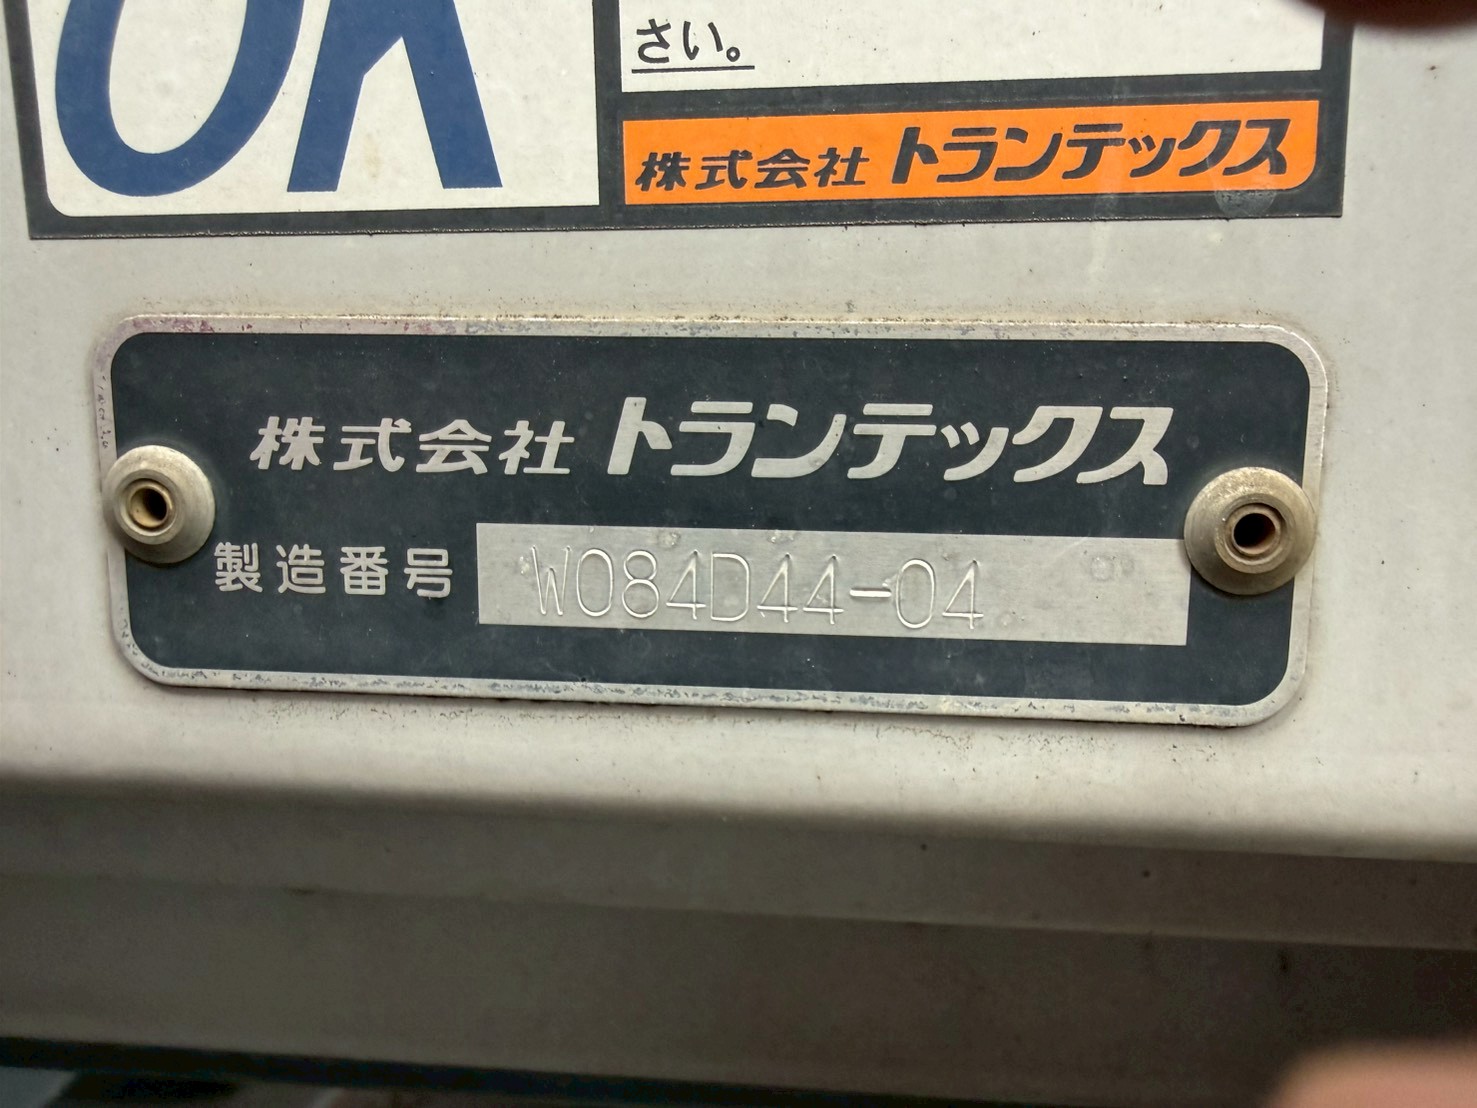 OK
さい。
株式会社 トランテックス
株式会社 トランテックス
製造番号 W084D44-04